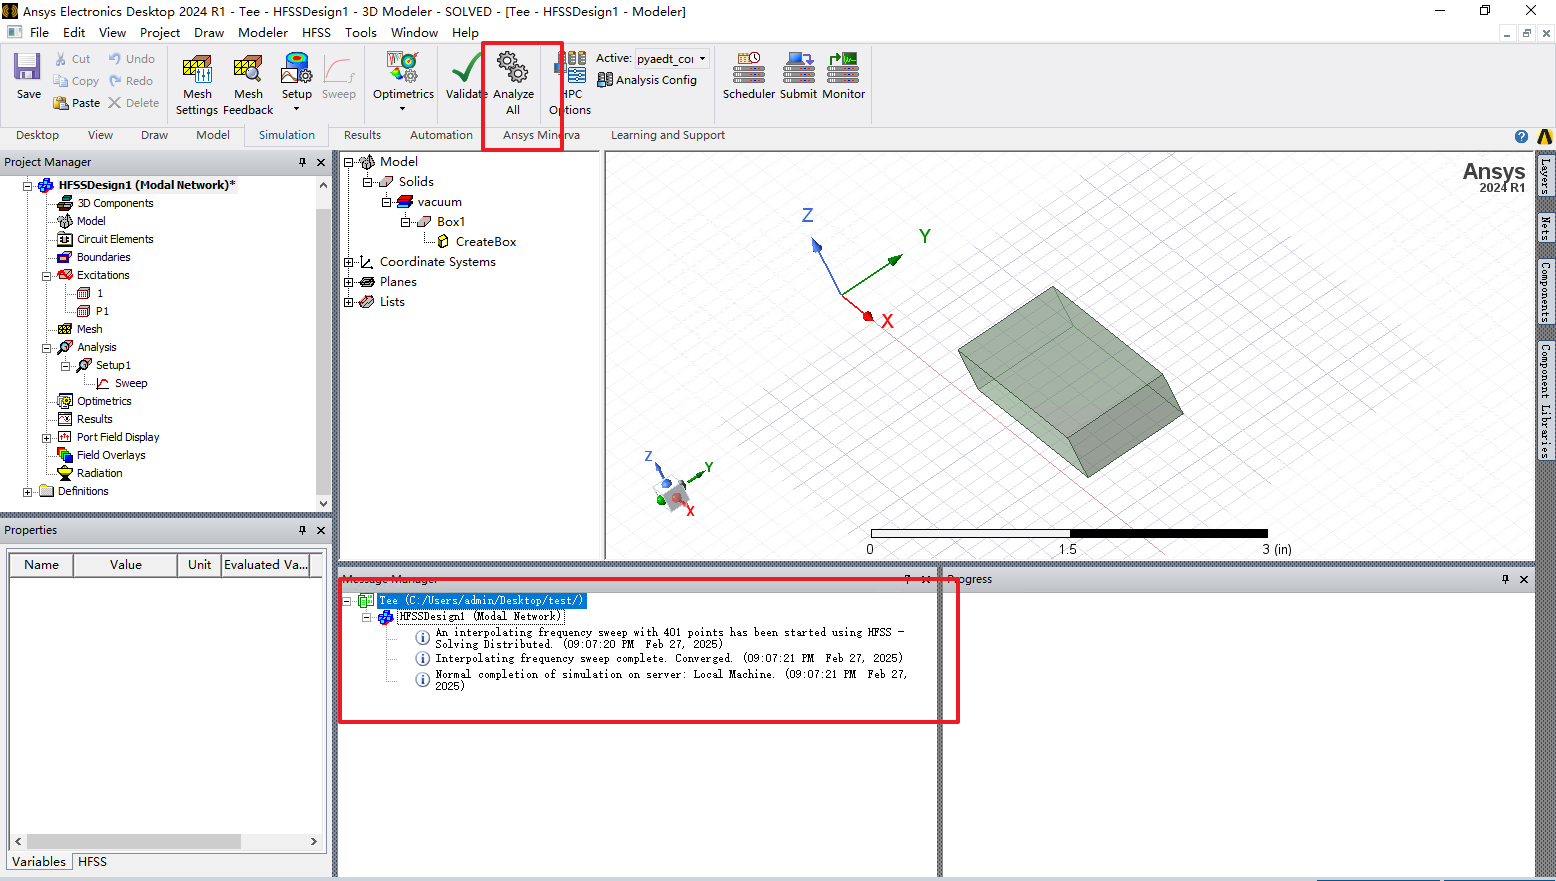 Ansys Electronics Desktop 2024 R1 - Tee - HFSSDesign1 - 3D Modeler - SOLVED - [Tee - HFSSDesign1 - Modeler]
File Edit View Project Draw Modeler HFSS Tools Window Help
Save
Cut
Copy
Paste
Undo
Redo
Delete
Mesh Settings
Mesh Feedback
Setup
Sweep
Optimetrics
Validate
Analyze All
HPC Options
Active: pyaedt_cor
Analysis Config
Scheduler
Submit
Monitor
Desktop View Draw Model Simulation Results Automation Ansys Minerva Learning and Support
Project Manager
HFSSDesign1 (Modal Network)*
3D Components
Model
Circuit Elements
Boundaries
Excitations
1
P1
Mesh
Analysis
Setup1
Sweep
Optimetrics
Results
Port Field Display
Field Overlays
Radiation
Definitions
Properties
Name Value Unit Evaluated Va...
Variables HFSS
Model
Solids
vacuum
Box1
CreateBox
Coordinate Systems
Planes
Lists
Ansys
2024 R1
Z
Y
X
Z
Y
X
0 1.5 3 (in)
Layers
Nets
Components
Component Libraries
Message Manager
Tee (C:/Users/admin/Desktop/test/)
HFSSDesign1 (Modal Network)
An interpolating frequency sweep with 401 points has been started using HFSS -
Solving Distributed. (09:07:20 PM Feb 27, 2025)
Interpolating frequency sweep complete. Converged. (09:07:21 PM Feb 27, 2025)
Normal completion of simulation on server: Local Machine. (09:07:21 PM Feb 27,
2025)
Progress